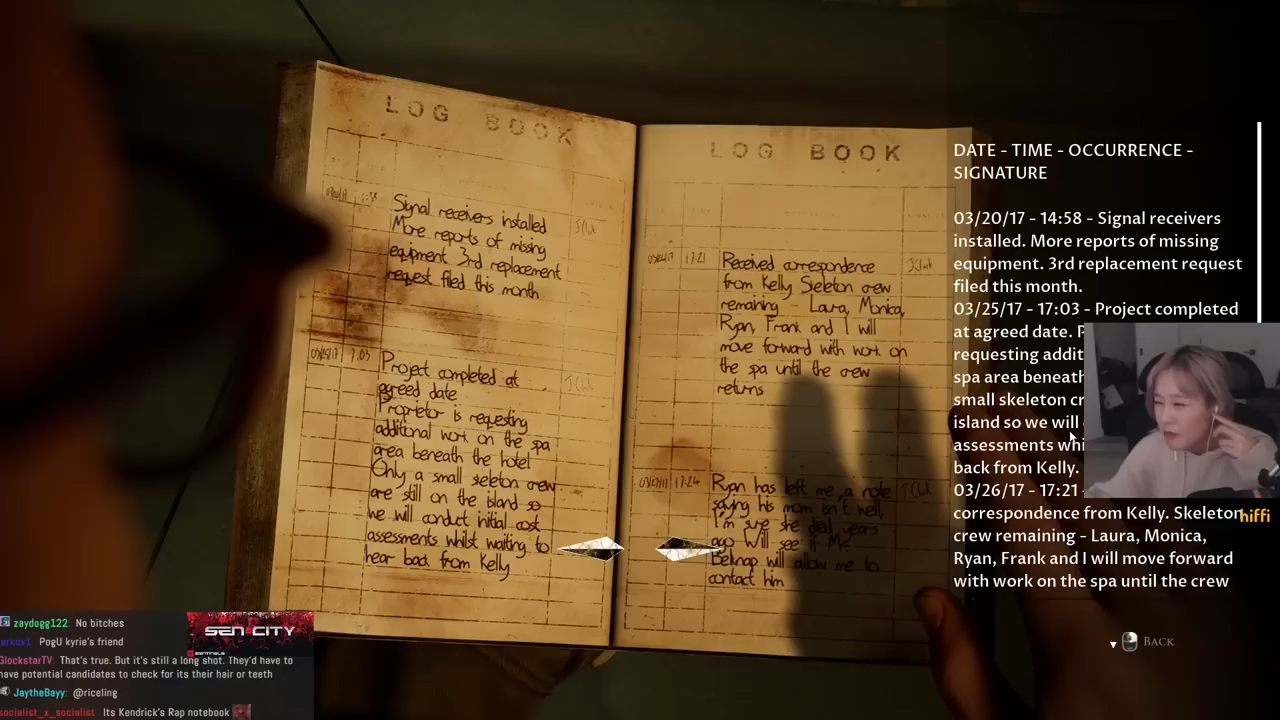 LOG BOOK
Signal receivers installed
More reports of missing
equipment 3rd replacement
request filed this month
Project completed at
agreed date
Proprietor is requesting
additional work on the spa
area beneath the hotel
Only a small skeleton crew
are still on the island so
we will conduct initial cost
assessments whilst waiting to
hear back from Kelly
LOG BOOK
17:21
Received correspondence
from Kelly Skeleton crew
remaining - Laura, Monica,
Ryan, Frank and I will
move forward with work on
the spa until the crew
returns
17:24
Ryan has left me a note
saying his mom isn't well,
I'm sure she died years
ago Will see if Mr.
Belknap will allow me to
contact him
DATE - TIME - OCCURRENCE -
SIGNATURE
03/20/17 - 14:58 - Signal receivers
installed. More reports of missing
equipment. 3rd replacement request
filed this month.
03/25/17 - 17:03 - Project completed
at agreed date. P
requesting addit
spa area beneath
small skeleton cr
island so we will
assessments whi
back from Kelly.
03/26/17 - 17:21 -
correspondence from Kelly. Skeleton
crew remaining - Laura, Monica,
Ryan, Frank and I will move forward
with work on the spa until the crew
hiffi
BACK
zaydogg122: No bitches
PogU kyrie's friend
GlockstarTV: That's true. But it's still a long shot. They'd have to
have potential candidates to check for its their hair or teeth
JaytheBayy: @riceling
socialist_x_socialist Its Kendrick's Rap notebook
SEN CITY
SENTINELS